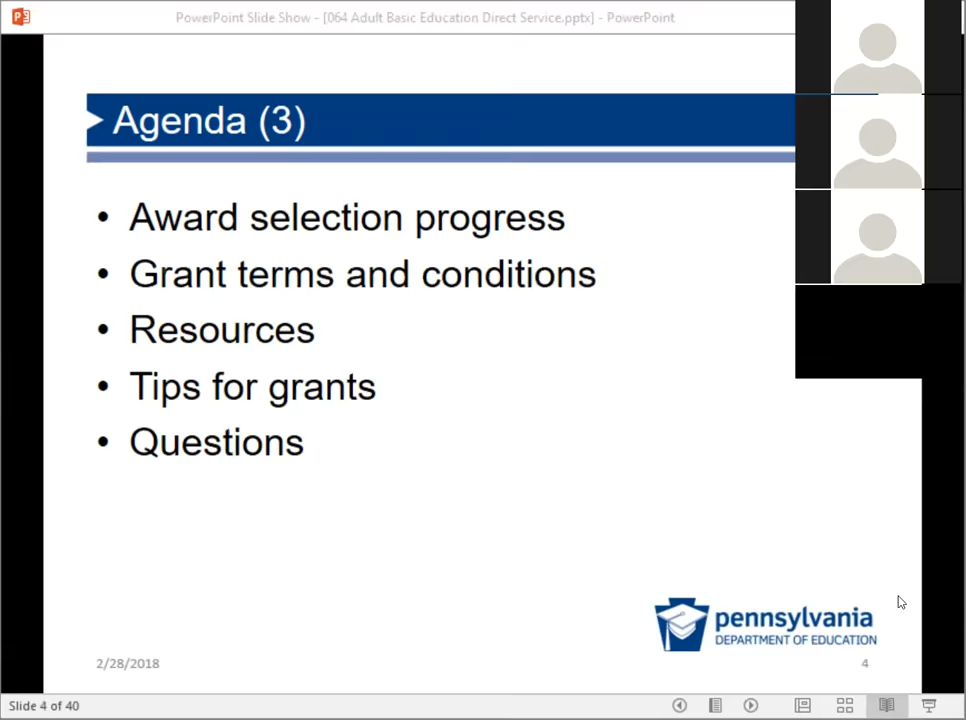 PowerPoint Slide Show - [064 Adult Basic Education Direct Service.pptx] - PowerPoint
Agenda (3)
• Award selection progress
• Grant terms and conditions
• Resources
• Tips for grants
• Questions
pennsylvania
DEPARTMENT OF EDUCATION
2/28/2018
4
Slide 4 of 40